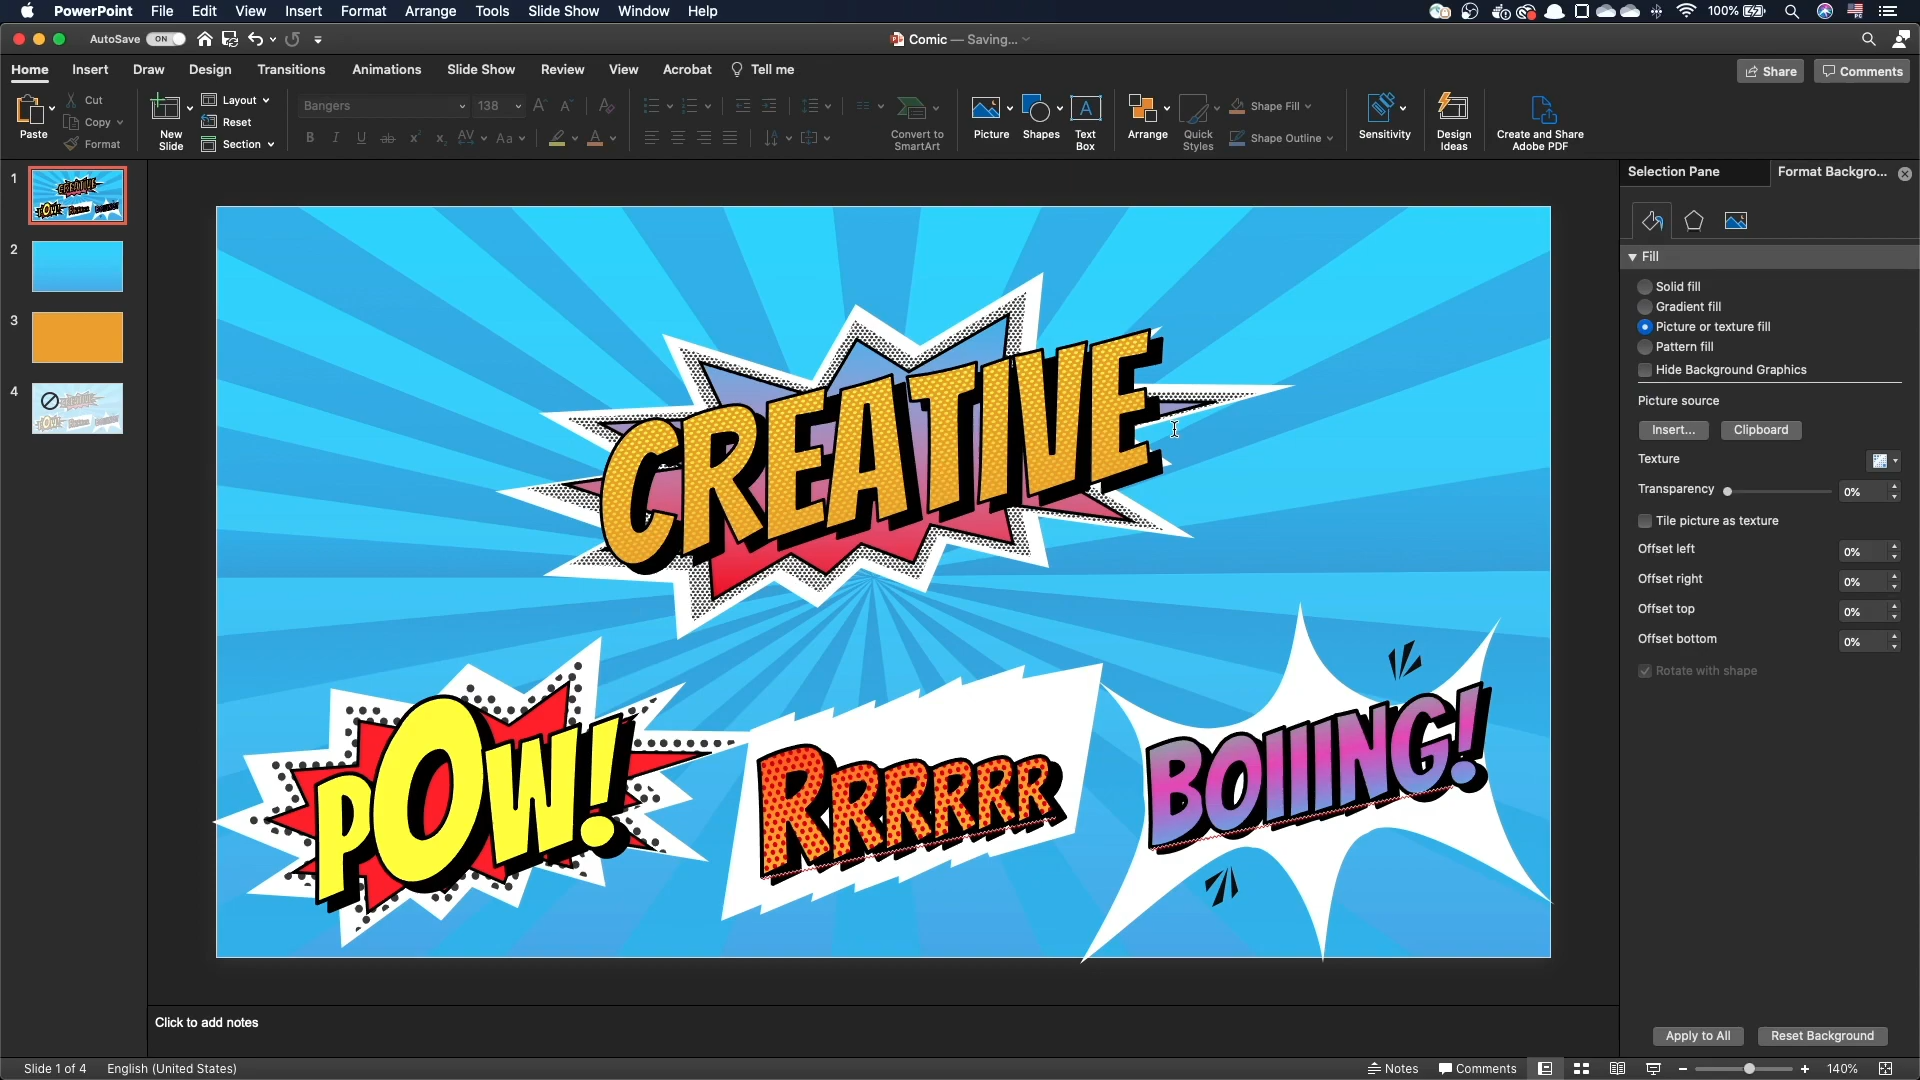 PowerPoint File Edit View Insert Format Arrange Tools Slide Show Window Help 100%
AutoSave ON Comic — Saving...
Home Insert Draw Design Transitions Animations Slide Show Review View Acrobat Tell me Share Comments
Paste Cut Copy Format
New Slide Layout Reset Section
Bangers 138
Convert to SmartArt
Picture Shapes Text Box
Arrange Quick Styles Shape Fill Shape Outline
Sensitivity Design Ideas Create and Share Adobe PDF
1
2
3
4
CREATIVE
POW!
RRRRRR
BOIIING!
Selection Pane Format Backgro...
Fill
Solid fill
Gradient fill
Picture or texture fill
Pattern fill
Hide Background Graphics
Picture source
Insert... Clipboard
Texture
Transparency 0%
Tile picture as texture
Offset left 0%
Offset right 0%
Offset top 0%
Offset bottom 0%
Rotate with shape
Apply to All Reset Background
Click to add notes
Slide 1 of 4 English (United States) Notes Comments 140%